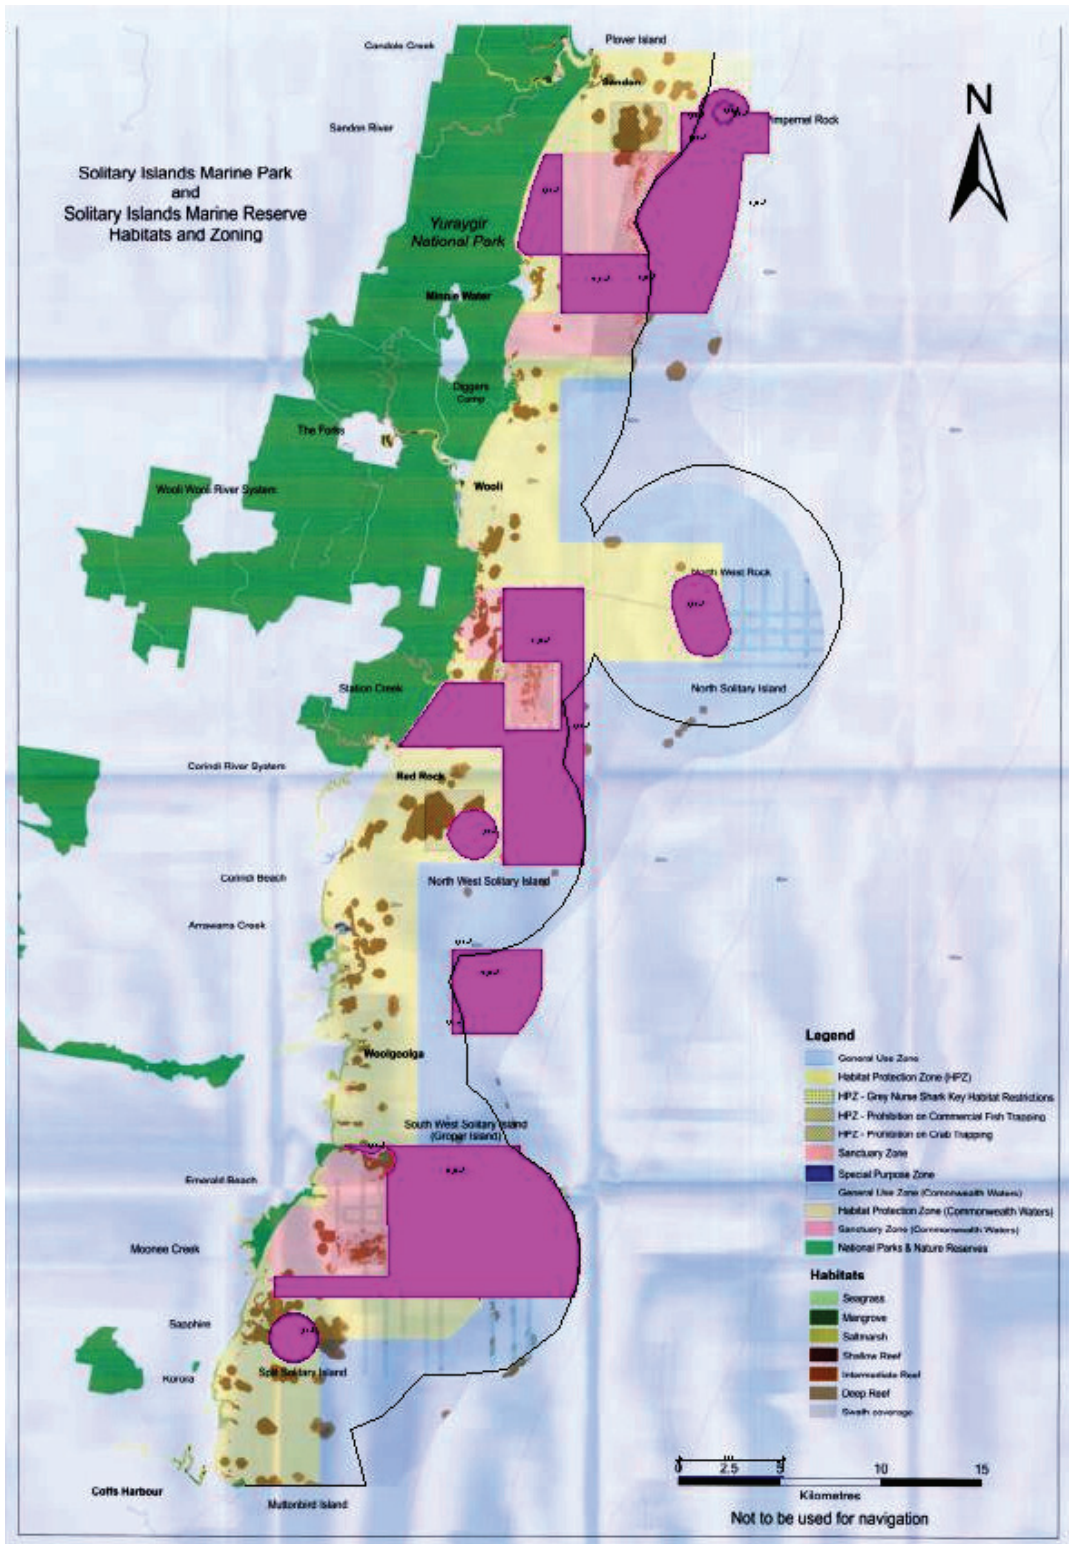 Plover Island
Candole Creek
Sandon
N
Pimpernel Rock
Sandon River
Solitary Islands Marine Park
and
Solitary Islands Marine Reserve
Habitats and Zoning
Yuraygir
National Park
Minnie Water
Diggers
Camp
The Forks
Wooli Wooli River System
Wooli
North West Rock
Station Creek
North Solitary Island
Corindi River System
Red Rock
Corindi Beach
North West Solitary Island
Arrawarra Creek
Woolgoolga
South West Solitary Island
(Groper Island)
Emerald Beach
Moonee Creek
Sapphire
Split Solitary Island
Korora
Coffs Harbour
Muttonbird Island
Legend
General Use Zone
Habitat Protection Zone (HPZ)
HPZ - Grey Nurse Shark Key Habitat Restrictions
HPZ - Prohibition on Commercial Fish Trapping
HPZ - Prohibition on Crab Trapping
Sanctuary Zone
Special Purpose Zone
General Use Zone (Commonwealth Waters)
Habitat Protection Zone (Commonwealth Waters)
Sanctuary Zone (Commonwealth Waters)
National Parks & Nature Reserves
Habitats
Seagrass
Mangrove
Saltmarsh
Shallow Reef
Intermediate Reef
Deep Reef
Swath coverage
0 2.5 5 10 15
Kilometres
Not to be used for navigation